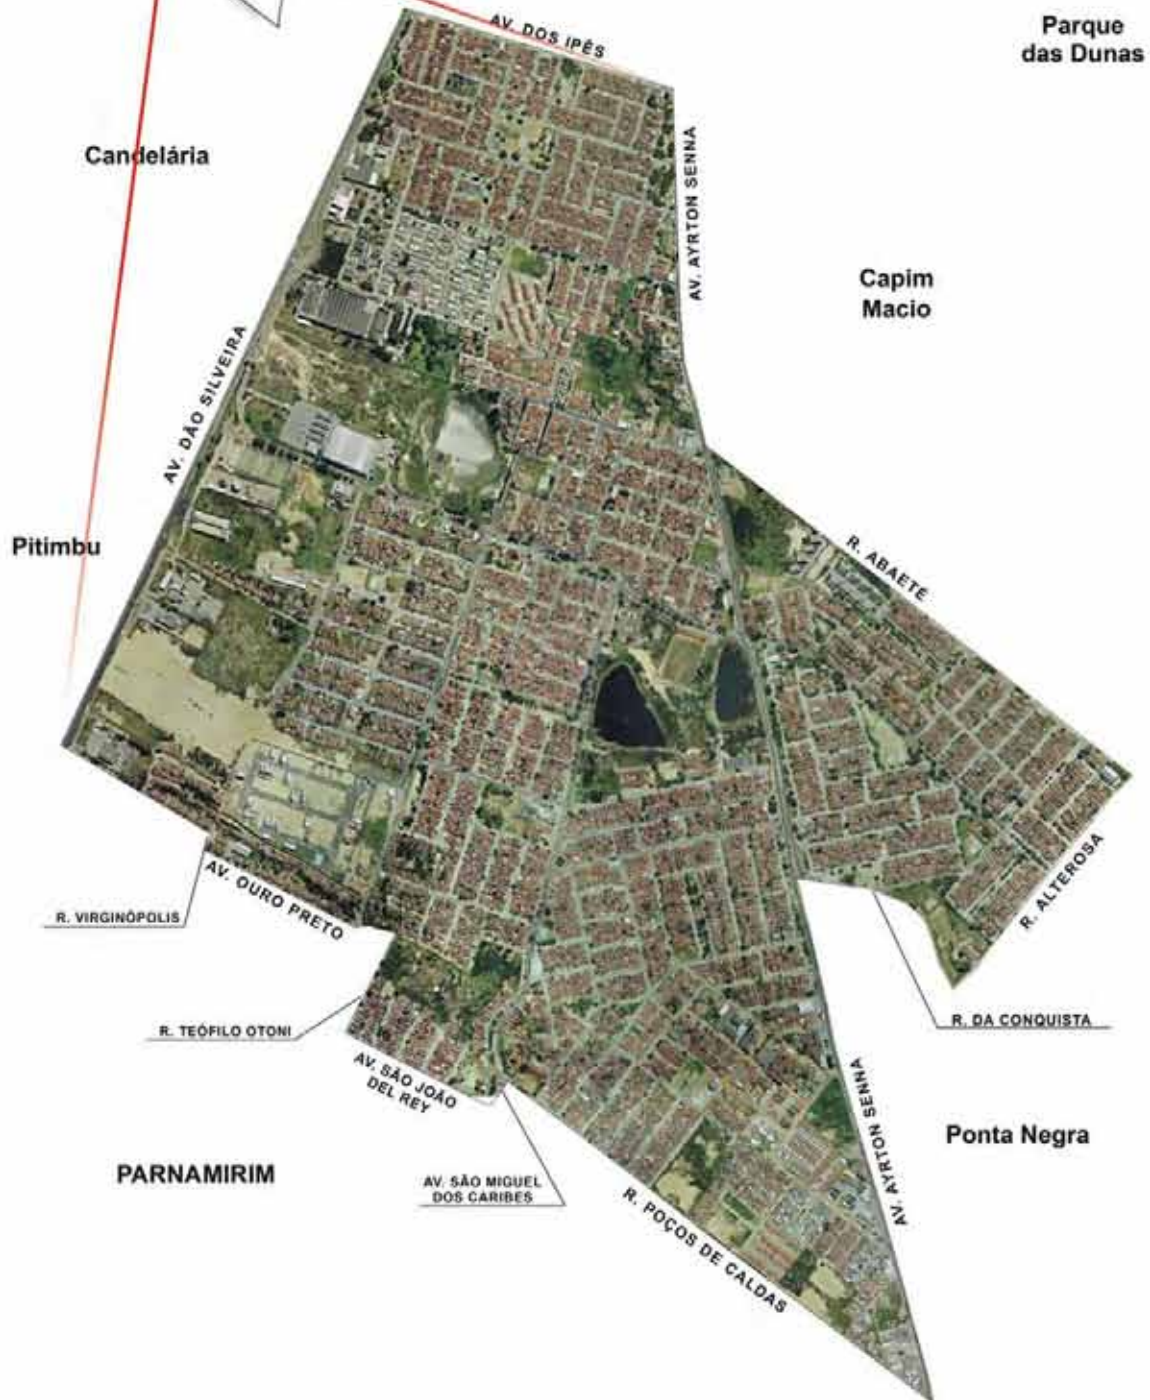 AV. DOS IPÊS
Parque
das Dunas
Candelária
AV. AYRTON SENNA
Capim
Macio
AV. DÃO SILVEIRA
Pitimbu
R. ABAETÉ
R. ALTEROSA
AV. OURO PRETO
R. VIRGINÓPOLIS
R. DA CONQUISTA
R. TEÓFILO OTONI
AV. SÃO JOÃO
DEL REY
AV. AYRTON SENNA
Ponta Negra
PARNAMIRIM
AV. SÃO MIGUEL
DOS CARIBES
R. POÇOS DE CALDAS